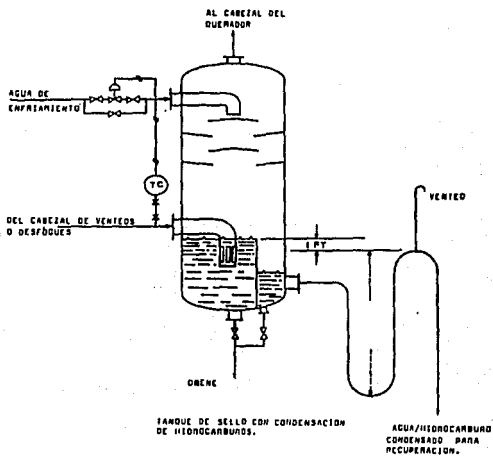 AL CABEZAL DEL
QUEMADOR
AGUA DE
ENFRIAMIENTO
TC
DEL CABEZAL DE VENTEOS
O DESFOGUES
VENTEO
1 FT
DRENE
TANQUE DE SELLO CON CONDENSACION
DE HIDROCARBUROS.
AGUA/HIDROCARBURO
CONDENSADO PARA
RECUPERACION.